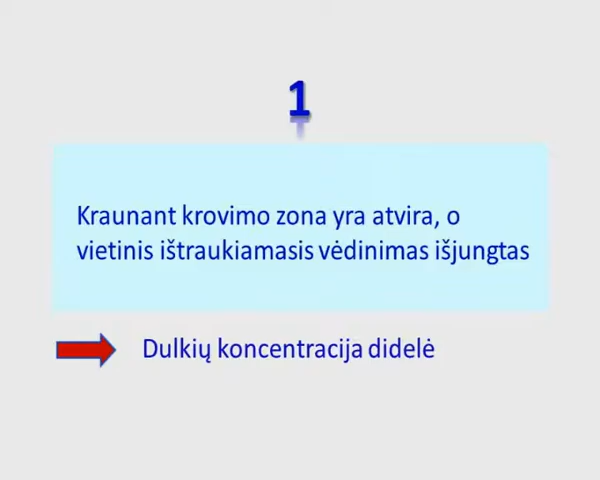 1
Kraunant krovimo zona yra atvira, o
vietinis ištraukiamasis vėdinimas išjungtas
Dulkių koncentracija didelė